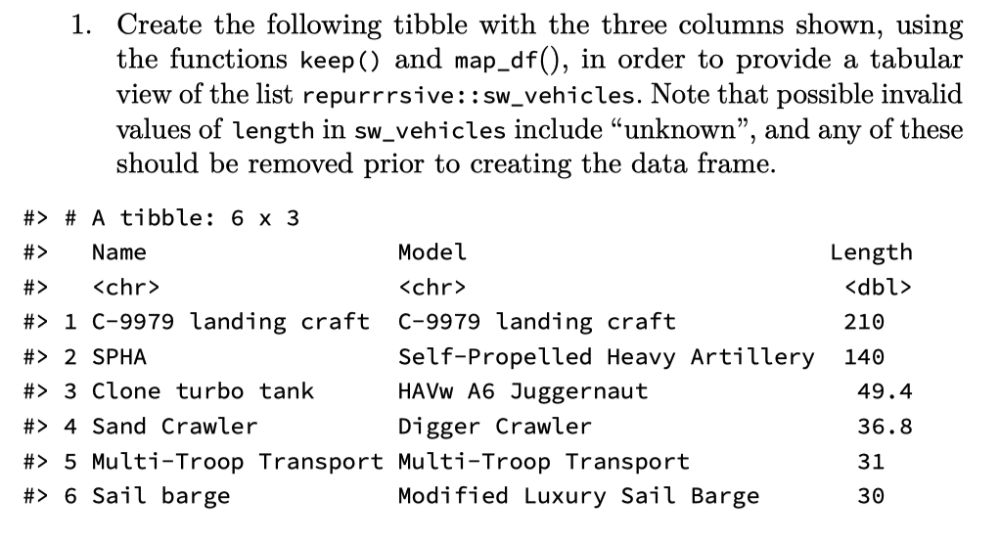 1. Create the following tibble with the three columns shown, using
the functions keep() and map_df(), in order to provide a tabular
view of the list repurrrsive::sw_vehicles. Note that possible invalid
values of length in sw_vehicles include “unknown”, and any of these
should be removed prior to creating the data frame.
#> # A tibble: 6 x 3
#>   Name                  Model                           Length
#>   <chr>                 <chr>                            <dbl>
#> 1 C-9979 landing craft  C-9979 landing craft             210
#> 2 SPHA                  Self-Propelled Heavy Artillery   140
#> 3 Clone turbo tank      HAVw A6 Juggernaut                49.4
#> 4 Sand Crawler          Digger Crawler                    36.8
#> 5 Multi-Troop Transport Multi-Troop Transport             31
#> 6 Sail barge            Modified Luxury Sail Barge        30